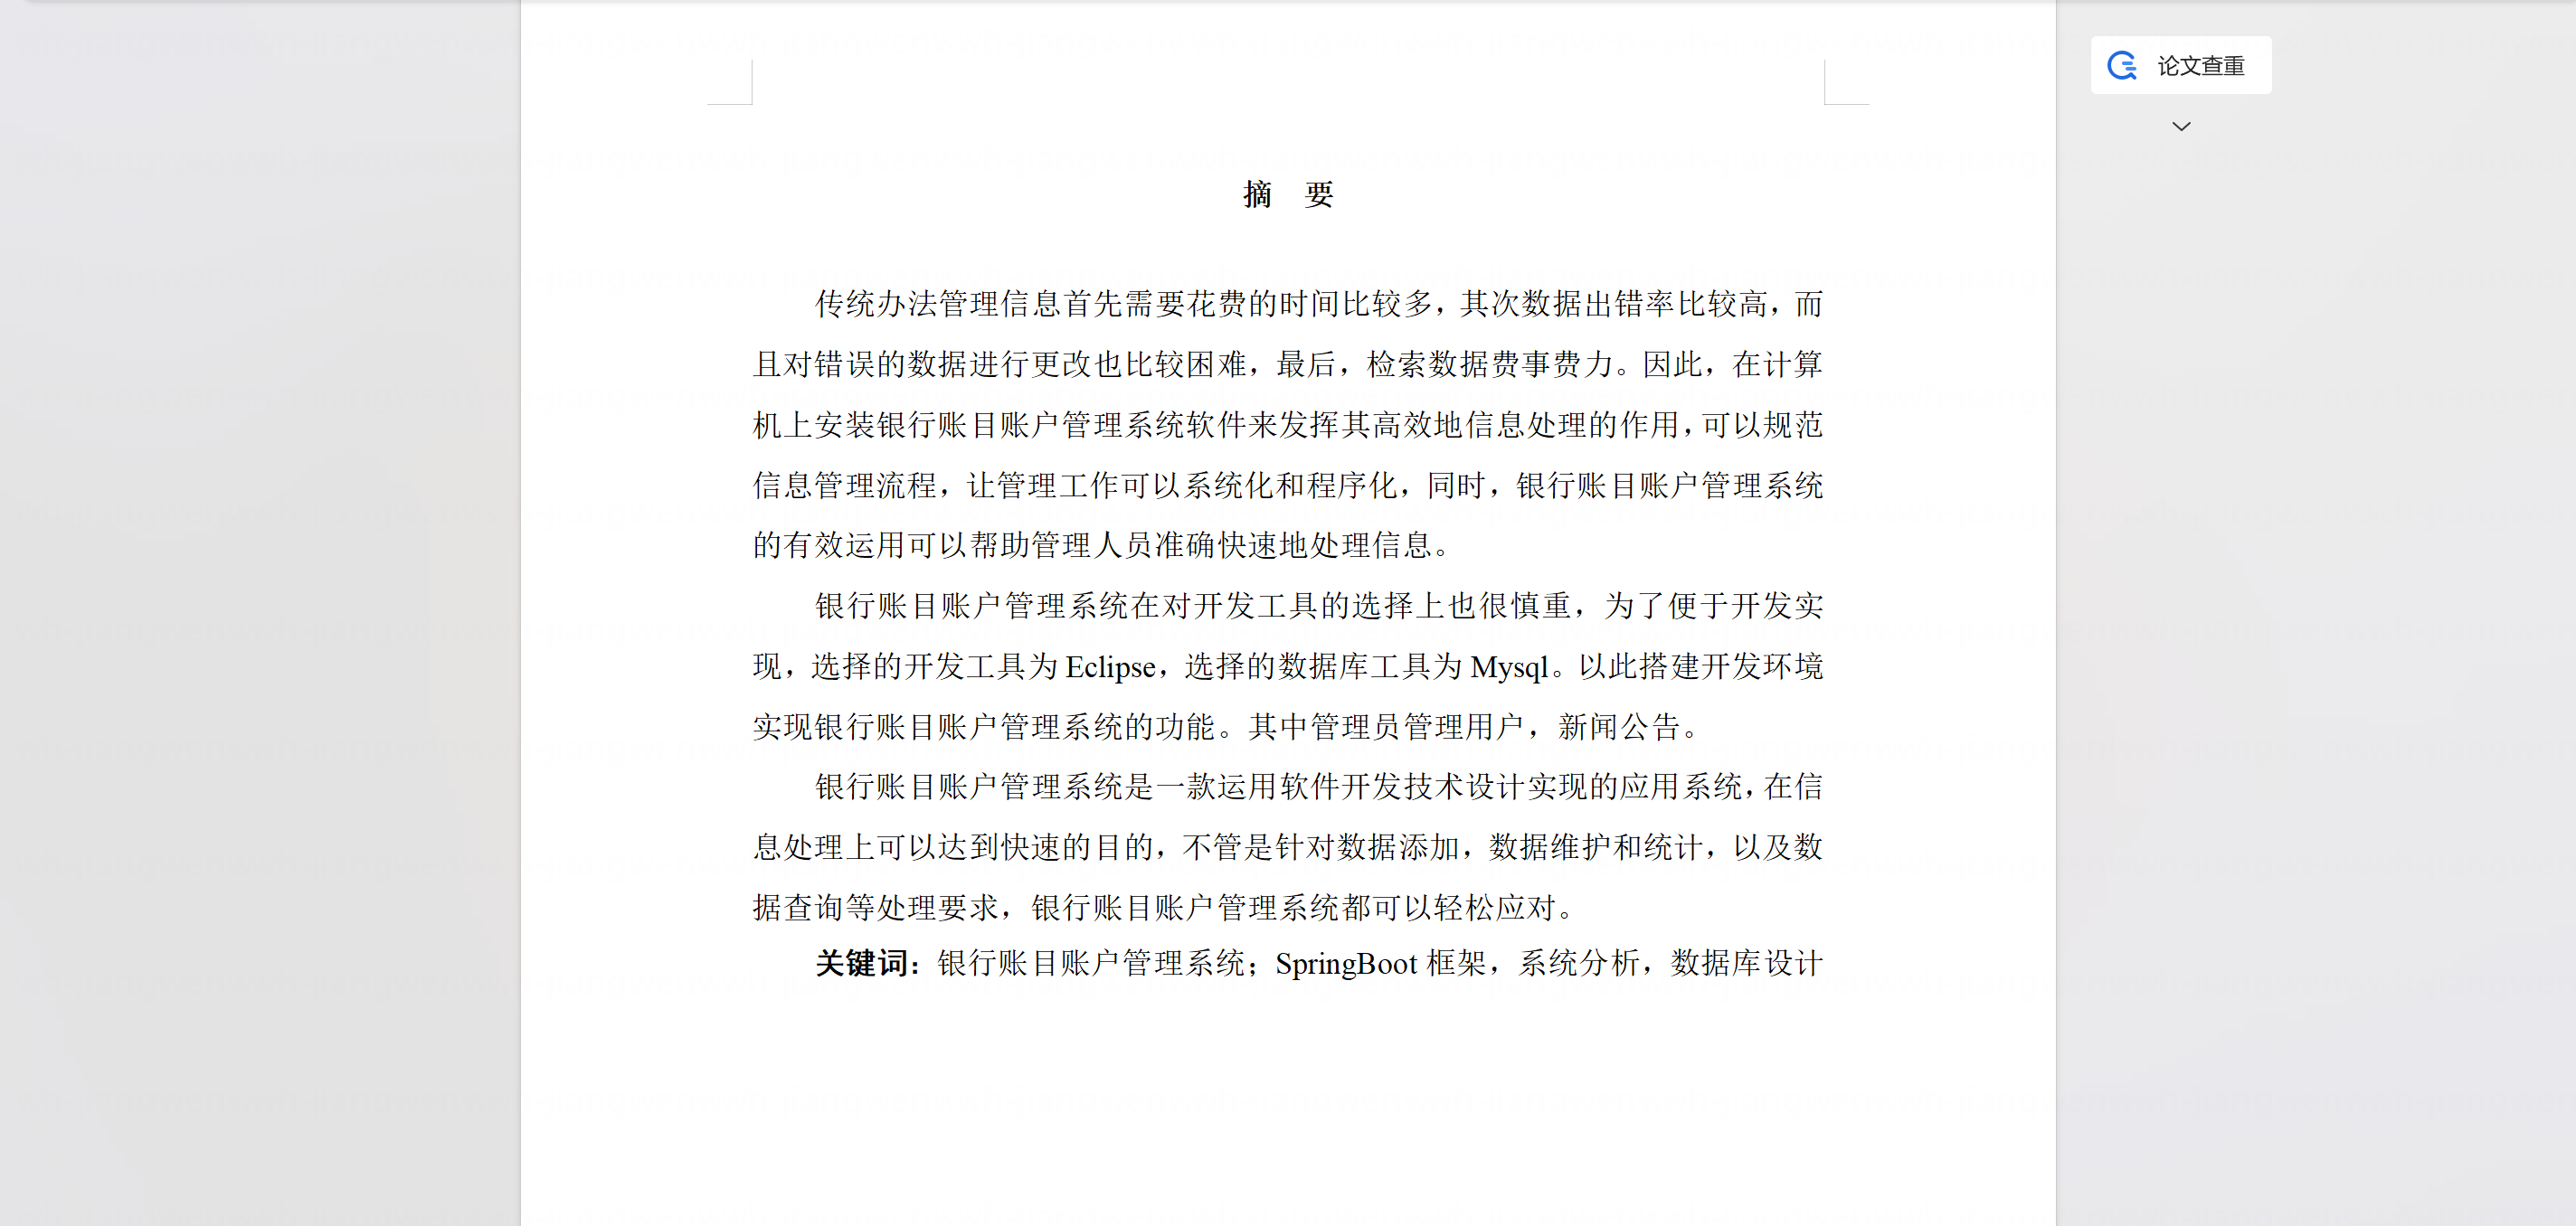 论文查重
摘 要
传统办法管理信息首先需要花费的时间比较多，其次数据出错率比较高，而
且对错误的数据进行更改也比较困难，最后，检索数据费事费力。因此，在计算
机上安装银行账目账户管理系统软件来发挥其高效地信息处理的作用，可以规范
信息管理流程，让管理工作可以系统化和程序化，同时，银行账目账户管理系统
的有效运用可以帮助管理人员准确快速地处理信息。
银行账目账户管理系统在对开发工具的选择上也很慎重，为了便于开发实
现，选择的开发工具为 Eclipse，选择的数据库工具为 Mysql。以此搭建开发环境
实现银行账目账户管理系统的功能。其中管理员管理用户，新闻公告。
银行账目账户管理系统是一款运用软件开发技术设计实现的应用系统，在信
息处理上可以达到快速的目的，不管是针对数据添加，数据维护和统计，以及数
据查询等处理要求，银行账目账户管理系统都可以轻松应对。
关键词：银行账目账户管理系统；SpringBoot 框架，系统分析，数据库设计